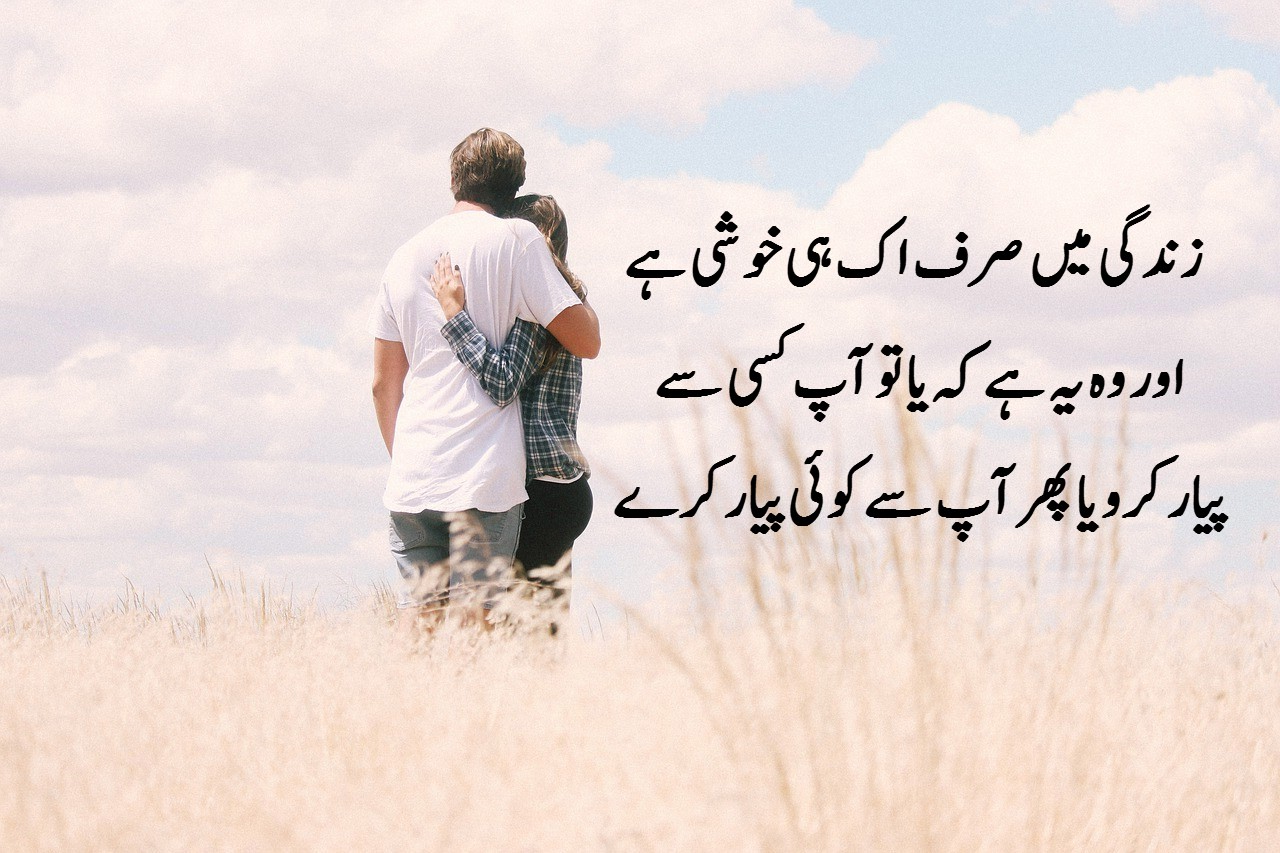 زندگی میں صرف اک ہی خوشی ہے
اور وہ یہ ہے کہ یا تو آپ کسی سے
پیار کرو یا پھر آپ سے کوئی پیار کرے